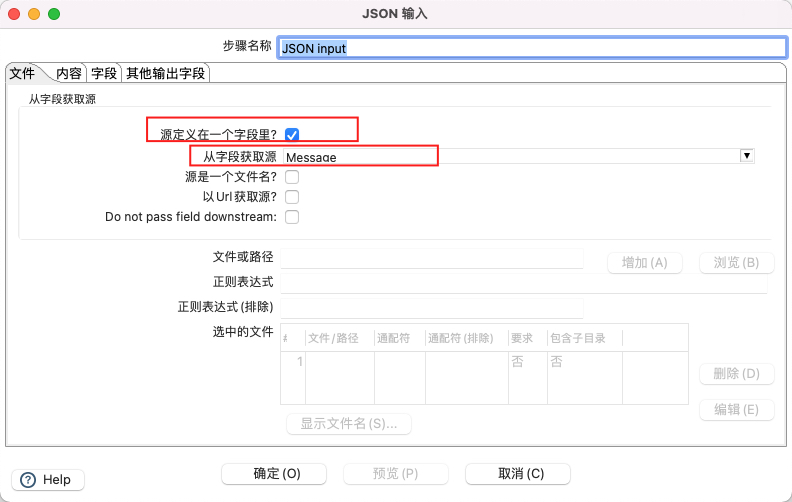 JSON 输入
步骤名称 JSON input
文件 内容 字段 其他输出字段
从字段获取源
源定义在一个字段里?
从字段获取源 Message
源是一个文件名?
以Url获取源?
Do not pass field downstream:
文件或路径 增加(A) 浏览(B)
正则表达式
正则表达式(排除)
选中的文件
# 文件/路径 通配符 通配符(排除) 要求 包含子目录
1 否 否
删除(D)
编辑(E)
显示文件名(S)...
? Help 确定(O) 预览(P) 取消(C)